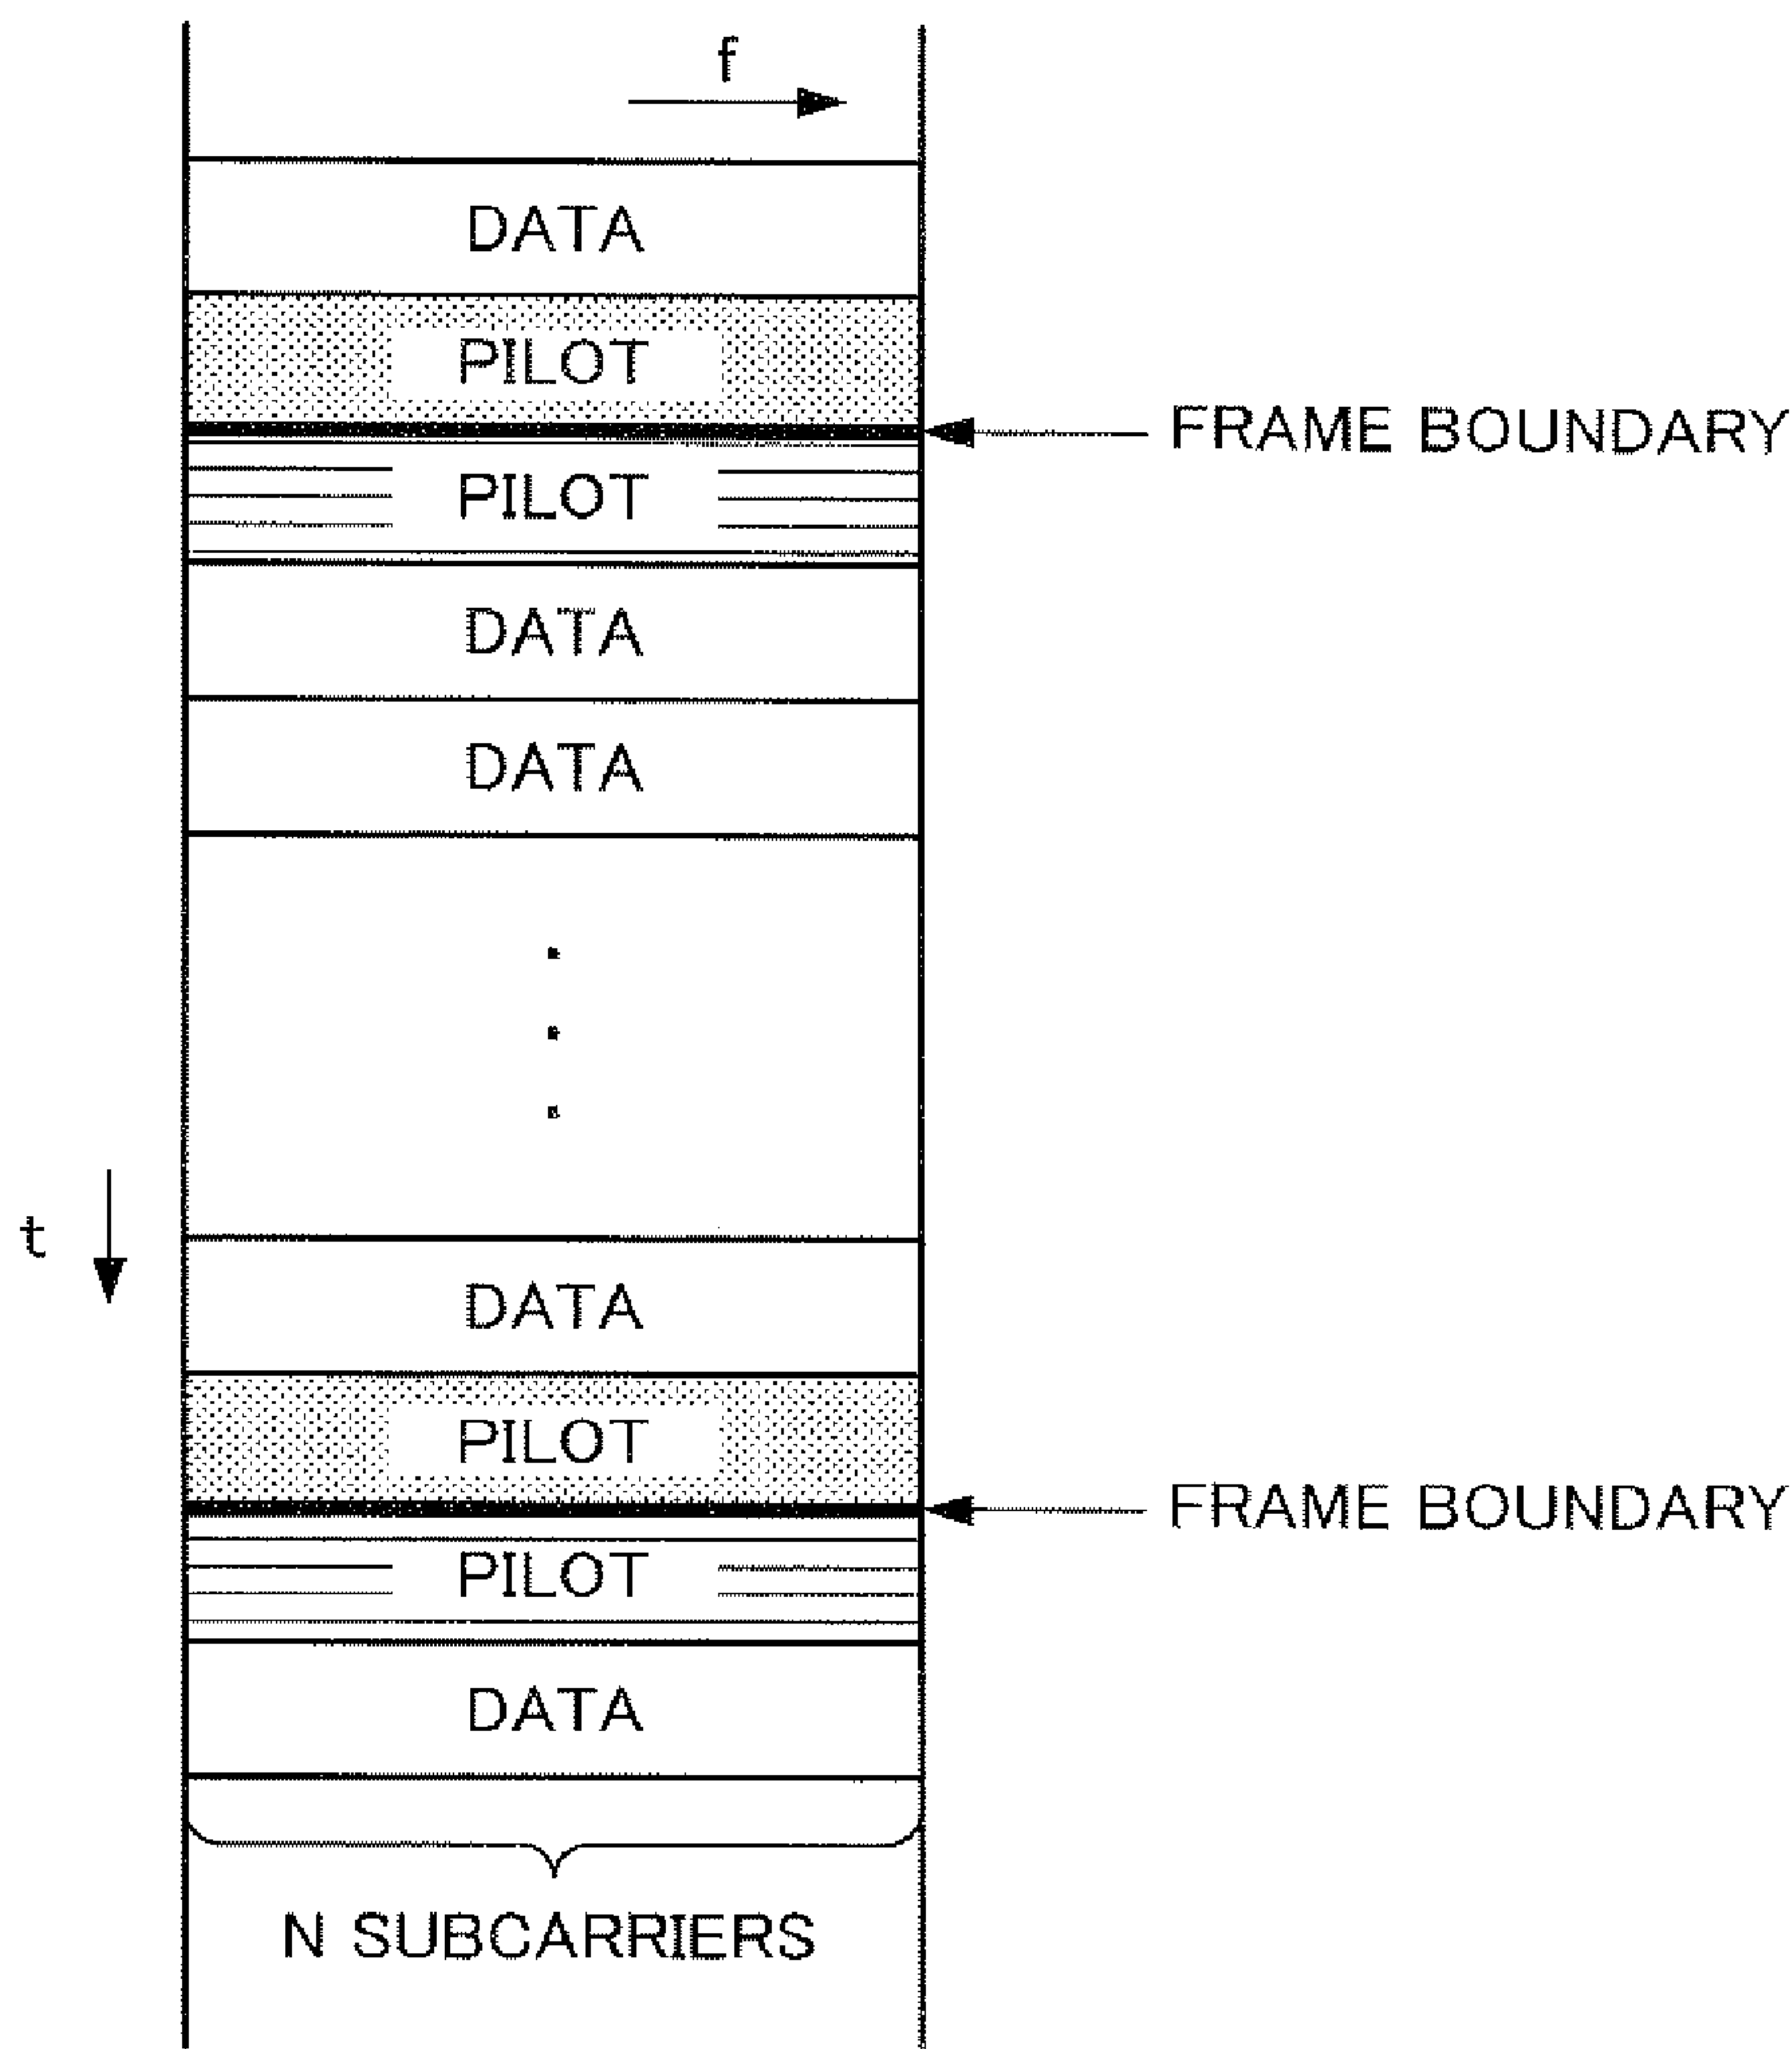 f
DATA
PILOT
FRAME BOUNDARY
PILOT
DATA
DATA
t
DATA
PILOT
FRAME BOUNDARY
PILOT
DATA
N SUBCARRIERS